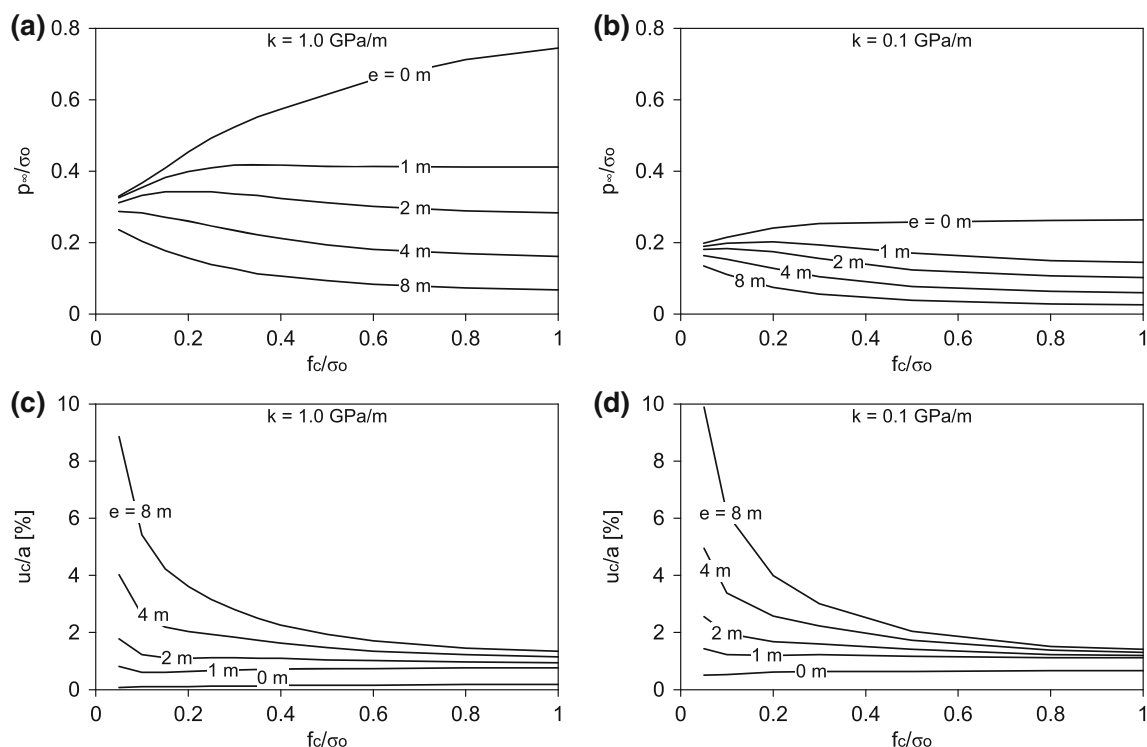 (a)
k = 1.0 GPa/m
0.8
0.6
0.4
0.2
0
p∞/σo
e = 0 m
1 m
2 m
4 m
8 m
0 0.2 0.4 0.6 0.8 1
fc/σo
(b)
k = 0.1 GPa/m
0.8
0.6
0.4
0.2
0
p∞/σo
e = 0 m
1 m
2 m
4 m
8 m
0 0.2 0.4 0.6 0.8 1
fc/σo
(c)
k = 1.0 GPa/m
10
8
6
4
2
0
uc/a [%]
e = 8 m
4 m
2 m
1 m
0 m
0 0.2 0.4 0.6 0.8 1
fc/σo
(d)
k = 0.1 GPa/m
10
8
6
4
2
0
uc/a [%]
e = 8 m
4 m
2 m
1 m
0 m
0 0.2 0.4 0.6 0.8 1
fc/σo